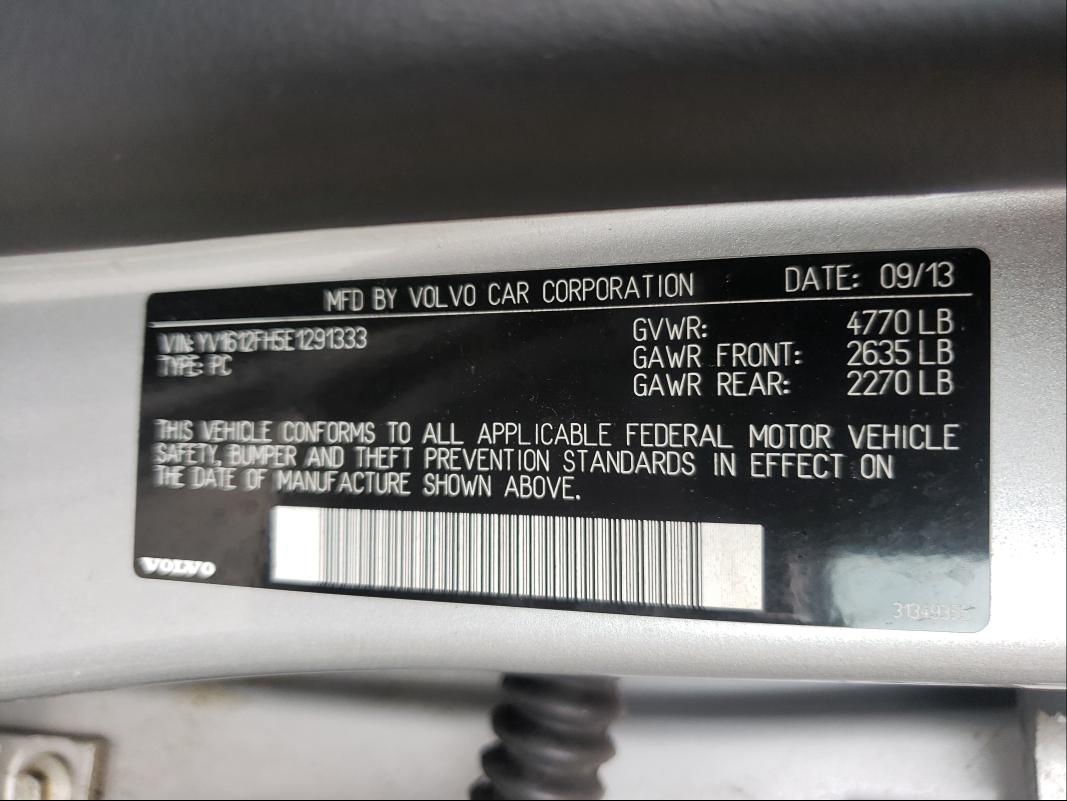 MFD BY VOLVO CAR CORPORATION DATE: 09/13
VIN: YV1612FH5E1291333 GVWR: 4770 LB
TYPE: PC GAWR FRONT: 2635 LB
GAWR REAR: 2270 LB
THIS VEHICLE CONFORMS TO ALL APPLICABLE FEDERAL MOTOR VEHICLE
SAFETY, BUMPER AND THEFT PREVENTION STANDARDS IN EFFECT ON
THE DATE OF MANUFACTURE SHOWN ABOVE.
VOLVO